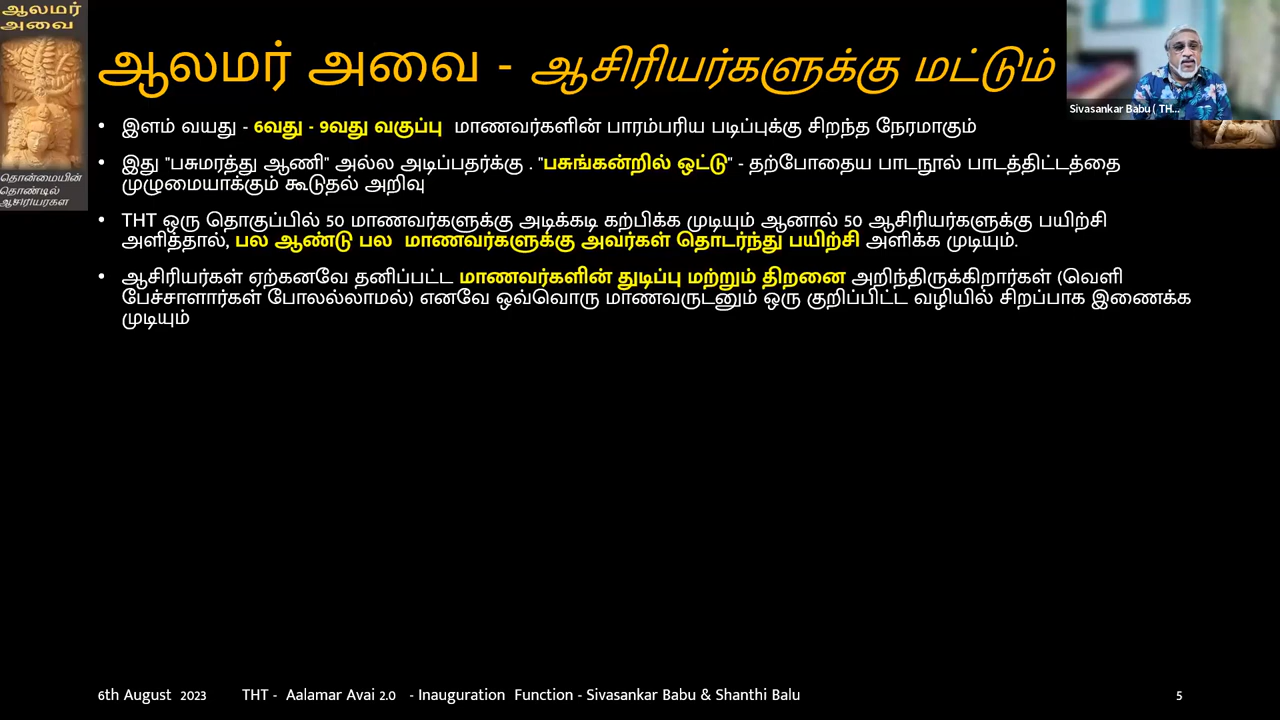 ஆலமர்
அவை
தொன்மையின்
தொண்டில்
ஆசிரியர்கள்
ஆலமர் அவை - ஆசிரியர்களுக்கு மட்டும்
Sivasankar Babu ( TH...
• இளம் வயது - 6வது - 9வது வகுப்பு மாணவர்களின் பாரம்பரிய படிப்புக்கு சிறந்த நேரமாகும்
• இது "பசுமரத்து ஆணி" அல்ல அடிப்பதர்க்கு . "பசுங்கன்றில் ஒட்டு" - தற்போதைய பாடநூல் பாடத்திட்டத்தை
முழுமையாக்கும் கூடுதல் அறிவு
• THT ஒரு தொகுப்பில் 50 மாணவர்களுக்கு அடிக்கடி கற்பிக்க முடியும் ஆனால் 50 ஆசிரியர்களுக்கு பயிற்சி
அளித்தால், பல ஆண்டு பல மாணவர்களுக்கு அவர்கள் தொடர்ந்து பயிற்சி அளிக்க முடியும்.
• ஆசிரியர்கள் ஏற்கனவே தனிப்பட்ட மாணவர்களின் துடிப்பு மற்றும் திறனை அறிந்திருக்கிறார்கள் (வெளி
பேச்சாளார்கள் போலல்லாமல்) எனவே ஒவ்வொரு மாணவருடனும் ஒரு குறிப்பிட்ட வழியில் சிறப்பாக இணைக்க
முடியும்
6th August 2023 THT - Aalamar Avai 2.0 - Inauguration Function - Sivasankar Babu & Shanthi Balu 5